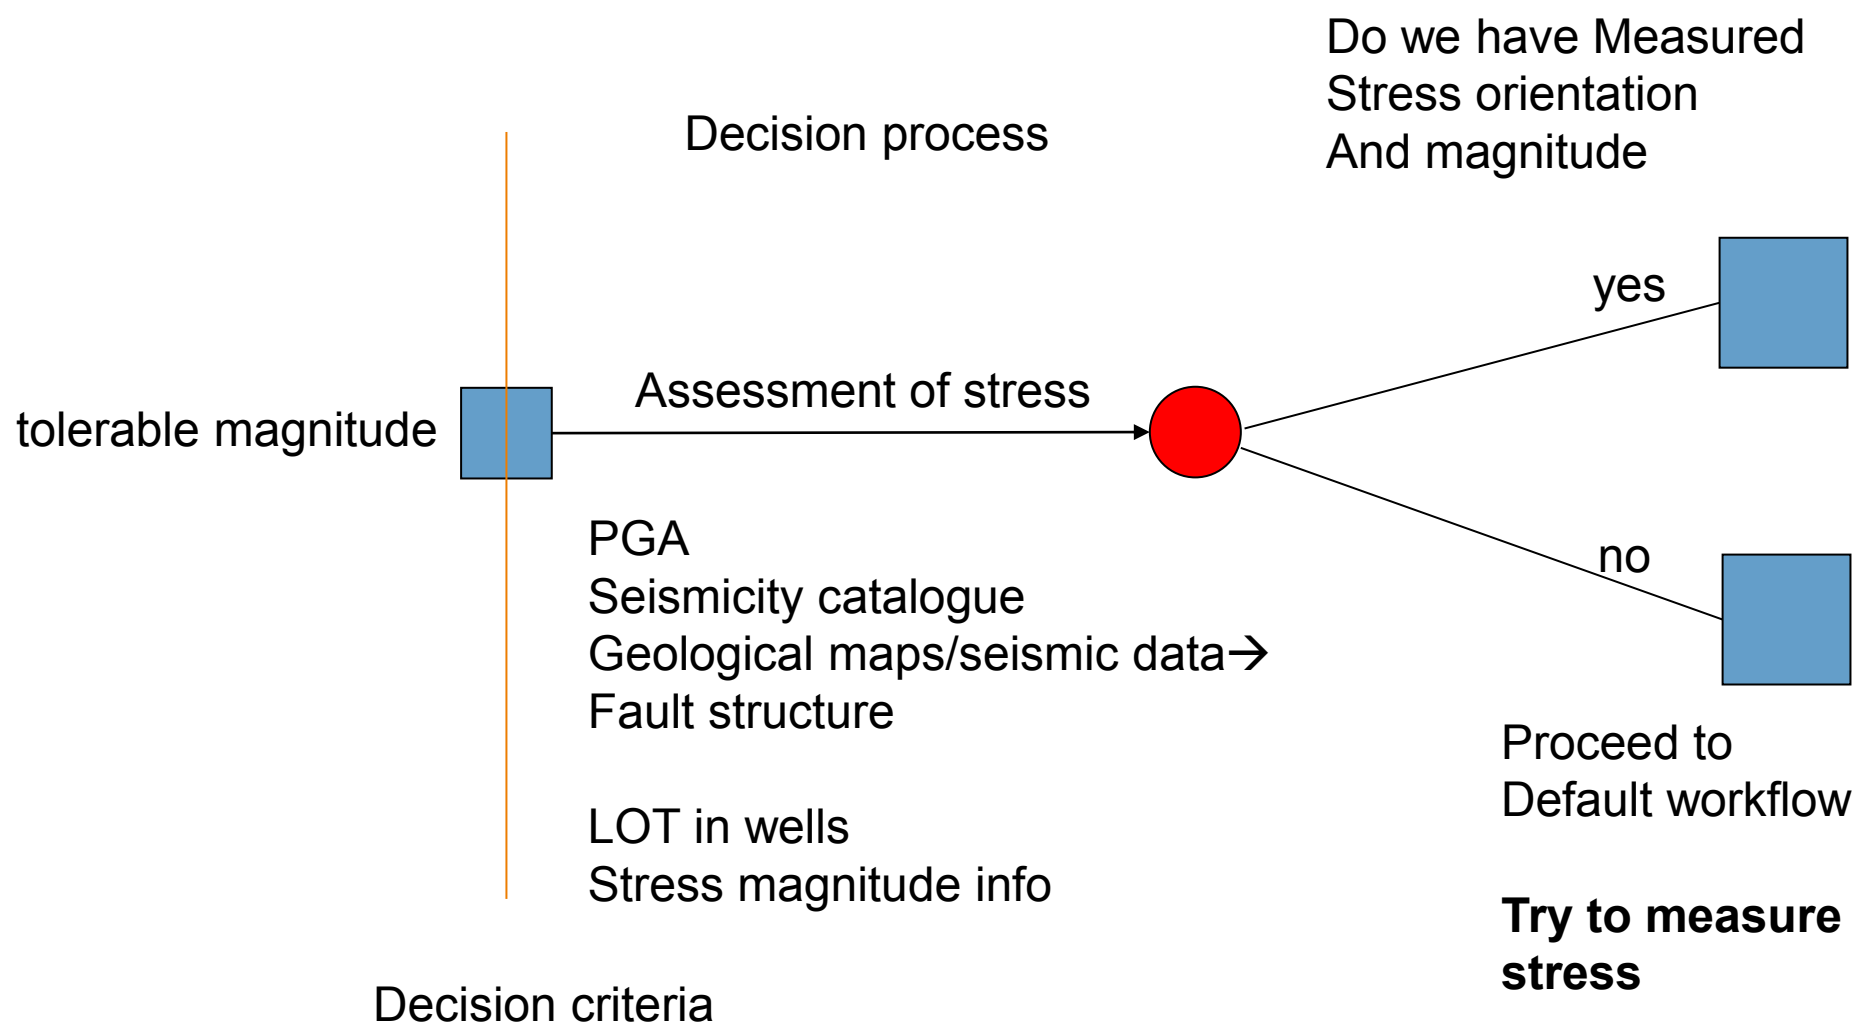 Do we have Measured
Stress orientation
And magnitude
Decision process
yes
Assessment of stress
tolerable magnitude
PGA
Seismicity catalogue
Geological maps/seismic data→
Fault structure
no
LOT in wells
Stress magnitude info
Proceed to
Default workflow
Try to measure
stress
Decision criteria